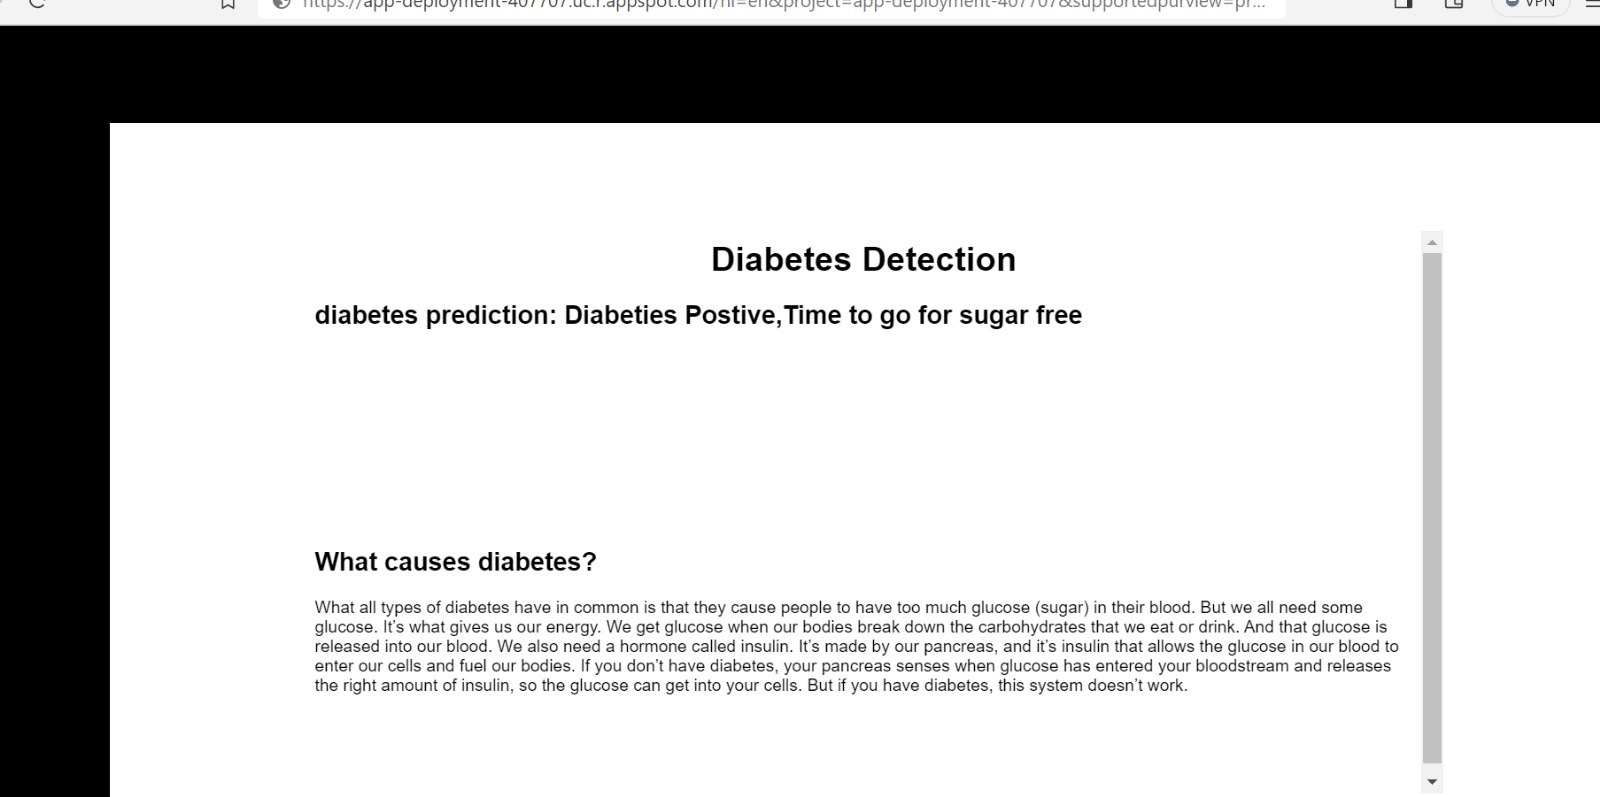 https://app-deployment-407707.uc.r.appspot.com/hl=en&project=app-deployment-407707&supportedpurview=pr...
VPN
Diabetes Detection
diabetes prediction: Diabeties Postive,Time to go for sugar free
What causes diabetes?
What all types of diabetes have in common is that they cause people to have too much glucose (sugar) in their blood. But we all need some
glucose. It’s what gives us our energy. We get glucose when our bodies break down the carbohydrates that we eat or drink. And that glucose is
released into our blood. We also need a hormone called insulin. It’s made by our pancreas, and it’s insulin that allows the glucose in our blood to
enter our cells and fuel our bodies. If you don’t have diabetes, your pancreas senses when glucose has entered your bloodstream and releases
the right amount of insulin, so the glucose can get into your cells. But if you have diabetes, this system doesn’t work.